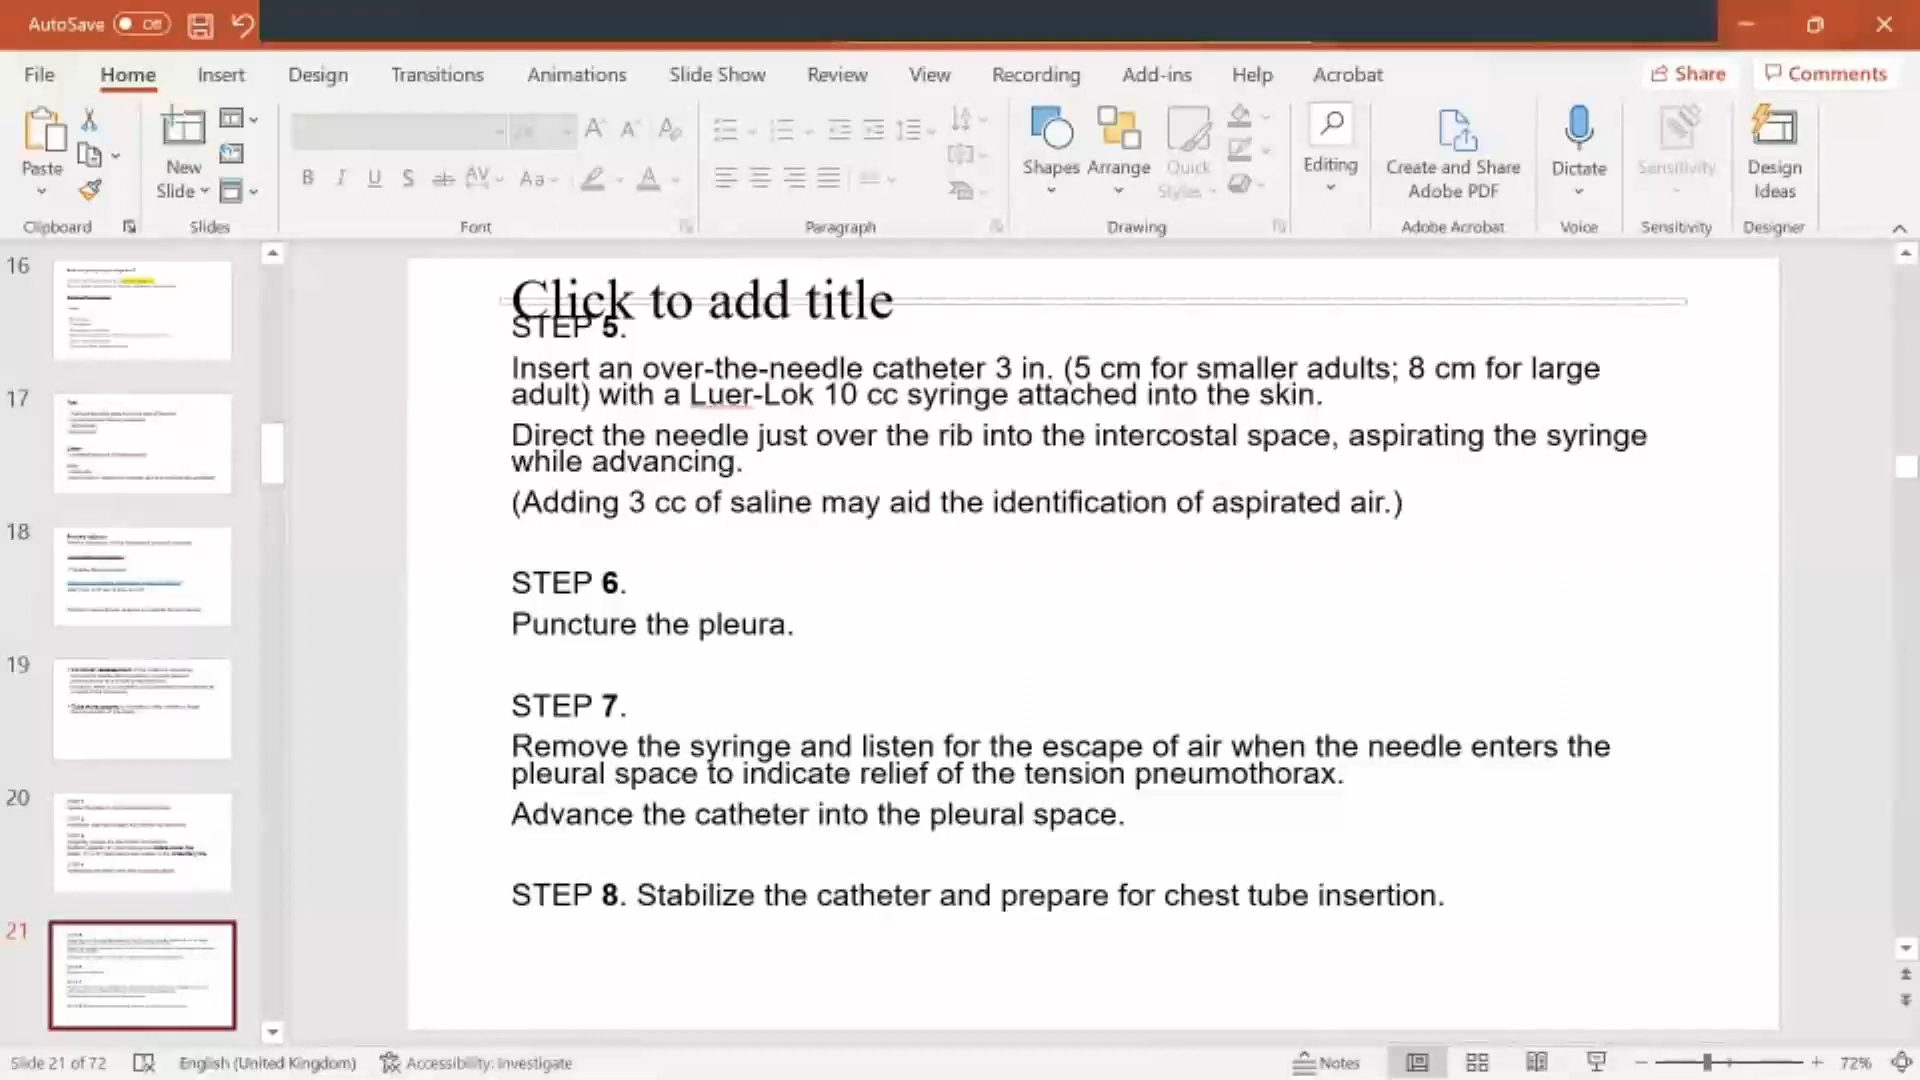 AutoSave Off
File Home Insert Design Transitions Animations Slide Show Review View Recording Add-ins Help Acrobat Share Comments
Paste
New
Slide
Shapes Arrange Quick
Styles
Editing
Create and Share
Adobe PDF
Dictate
Sensitivity
Design
Ideas
Clipboard Slides Font Paragraph Drawing Adobe Acrobat Voice Sensitivity Designer
16
17
18
19
20
21
Click to add title
STEP 5.
Insert an over-the-needle catheter 3 in. (5 cm for smaller adults; 8 cm for large
adult) with a Luer-Lok 10 cc syringe attached into the skin.
Direct the needle just over the rib into the intercostal space, aspirating the syringe
while advancing.
(Adding 3 cc of saline may aid the identification of aspirated air.)
STEP 6.
Puncture the pleura.
STEP 7.
Remove the syringe and listen for the escape of air when the needle enters the
pleural space to indicate relief of the tension pneumothorax.
Advance the catheter into the pleural space.
STEP 8. Stabilize the catheter and prepare for chest tube insertion.
Slide 21 of 72 English (United Kingdom) Accessibility: Investigate Notes 72%